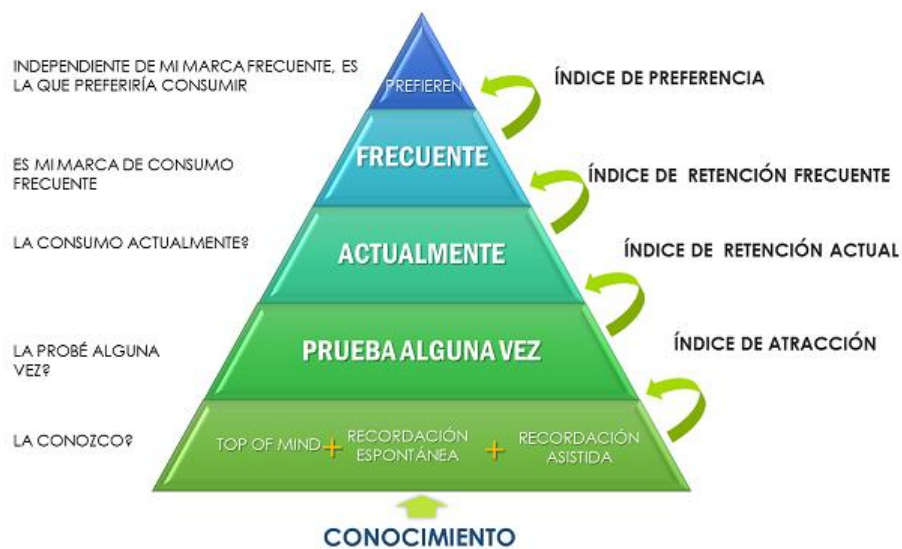 INDEPENDIENTE DE MI MARCA FRECUENTE, ES
LA QUE PREFERIRÍA CONSUMIR
PREFIEREN
ÍNDICE DE PREFERENCIA
ES MI MARCA DE CONSUMO
FRECUENTE
FRECUENTE
ÍNDICE DE RETENCIÓN FRECUENTE
LA CONSUMO ACTUALMENTE?
ACTUALMENTE
ÍNDICE DE RETENCIÓN ACTUAL
LA PROBÉ ALGUNA
VEZ?
PRUEBA ALGUNA VEZ
ÍNDICE DE ATRACCIÓN
LA CONOZCO?
TOP OF MIND +
RECORDACIÓN
ESPONTÁNEA
+
RECORDACIÓN
ASISTIDA
CONOCIMIENTO